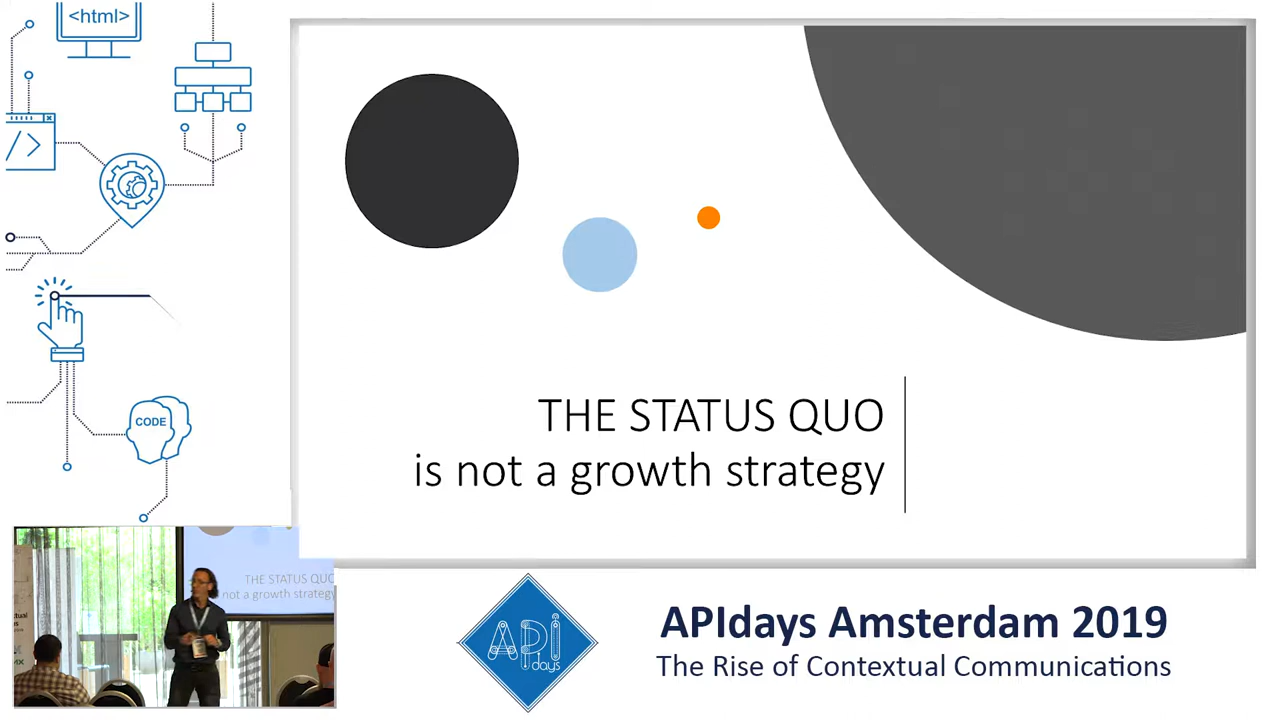 <html>
</>
CODE
THE STATUS QUO
is not a growth strategy
THE STATUS QUO
not a growth strategy
API
days
APIdays Amsterdam 2019
The Rise of Contextual Communications